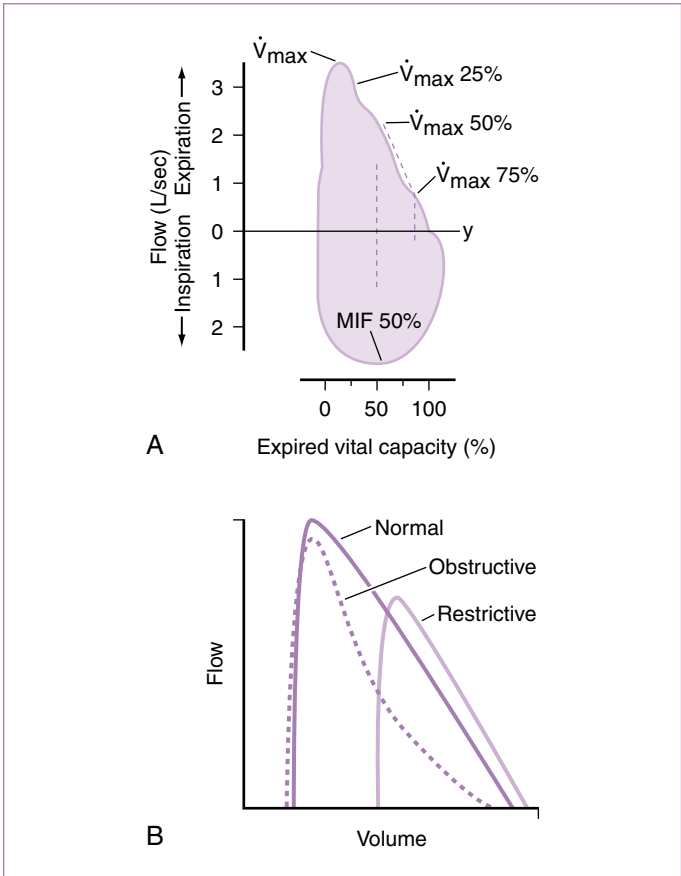 V̇max
V̇max 25%
V̇max 50%
V̇max 75%
Flow (L/sec)
Inspiration Expiration
3
2
1
0
1
2
y
MIF 50%
0 50 100
A
Expired vital capacity (%)
Normal
Obstructive
Restrictive
Flow
B
Volume